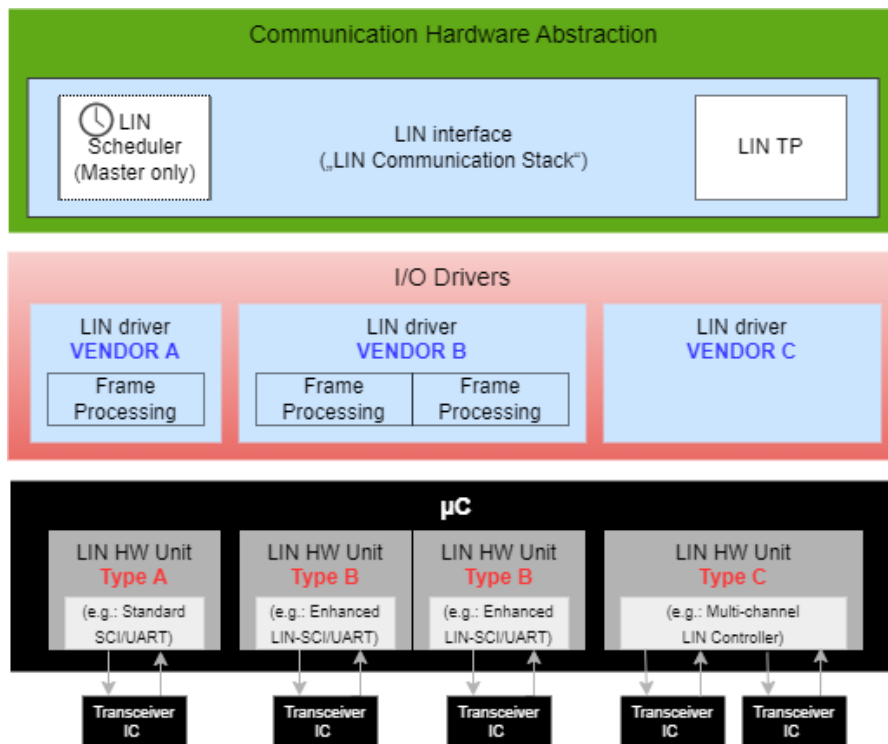 Communication Hardware Abstraction
LIN
Scheduler
(Master only)
LIN interface
(„LIN Communication Stack“)
LIN TP
I/O Drivers
LIN driver
VENDOR A
Frame
Processing
LIN driver
VENDOR B
Frame
Processing
Frame
Processing
LIN driver
VENDOR C
µC
LIN HW Unit
Type A
(e.g.: Standard
SCI/UART)
LIN HW Unit
Type B
(e.g.: Enhanced
LIN-SCI/UART)
LIN HW Unit
Type B
(e.g.: Enhanced
LIN-SCI/UART)
LIN HW Unit
Type C
(e.g.: Multi-channel
LIN Controller)
Transceiver
IC
Transceiver
IC
Transceiver
IC
Transceiver
IC
Transceiver
IC